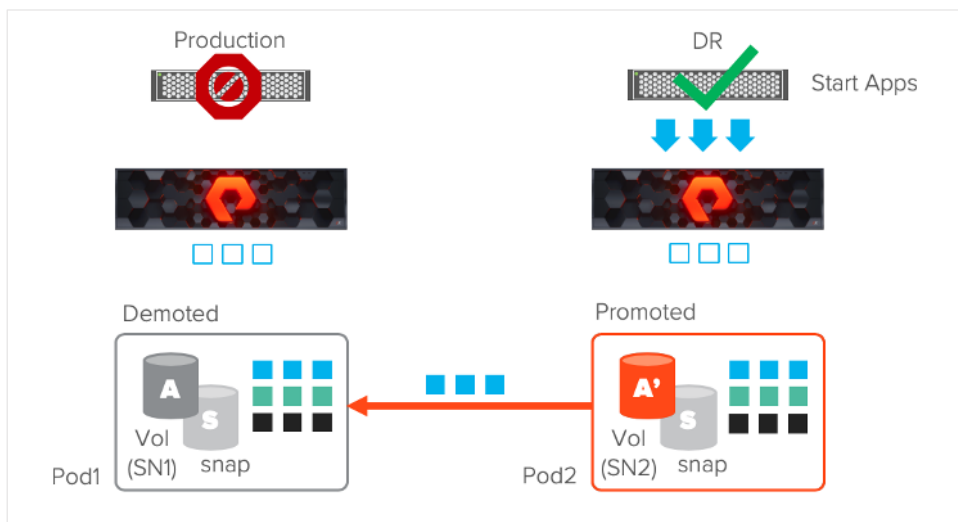 Production
DR
Start Apps
Demoted
Promoted
A
S
Vol
(SN1)
snap
Pod1
A'
S
Vol
(SN2)
snap
Pod2